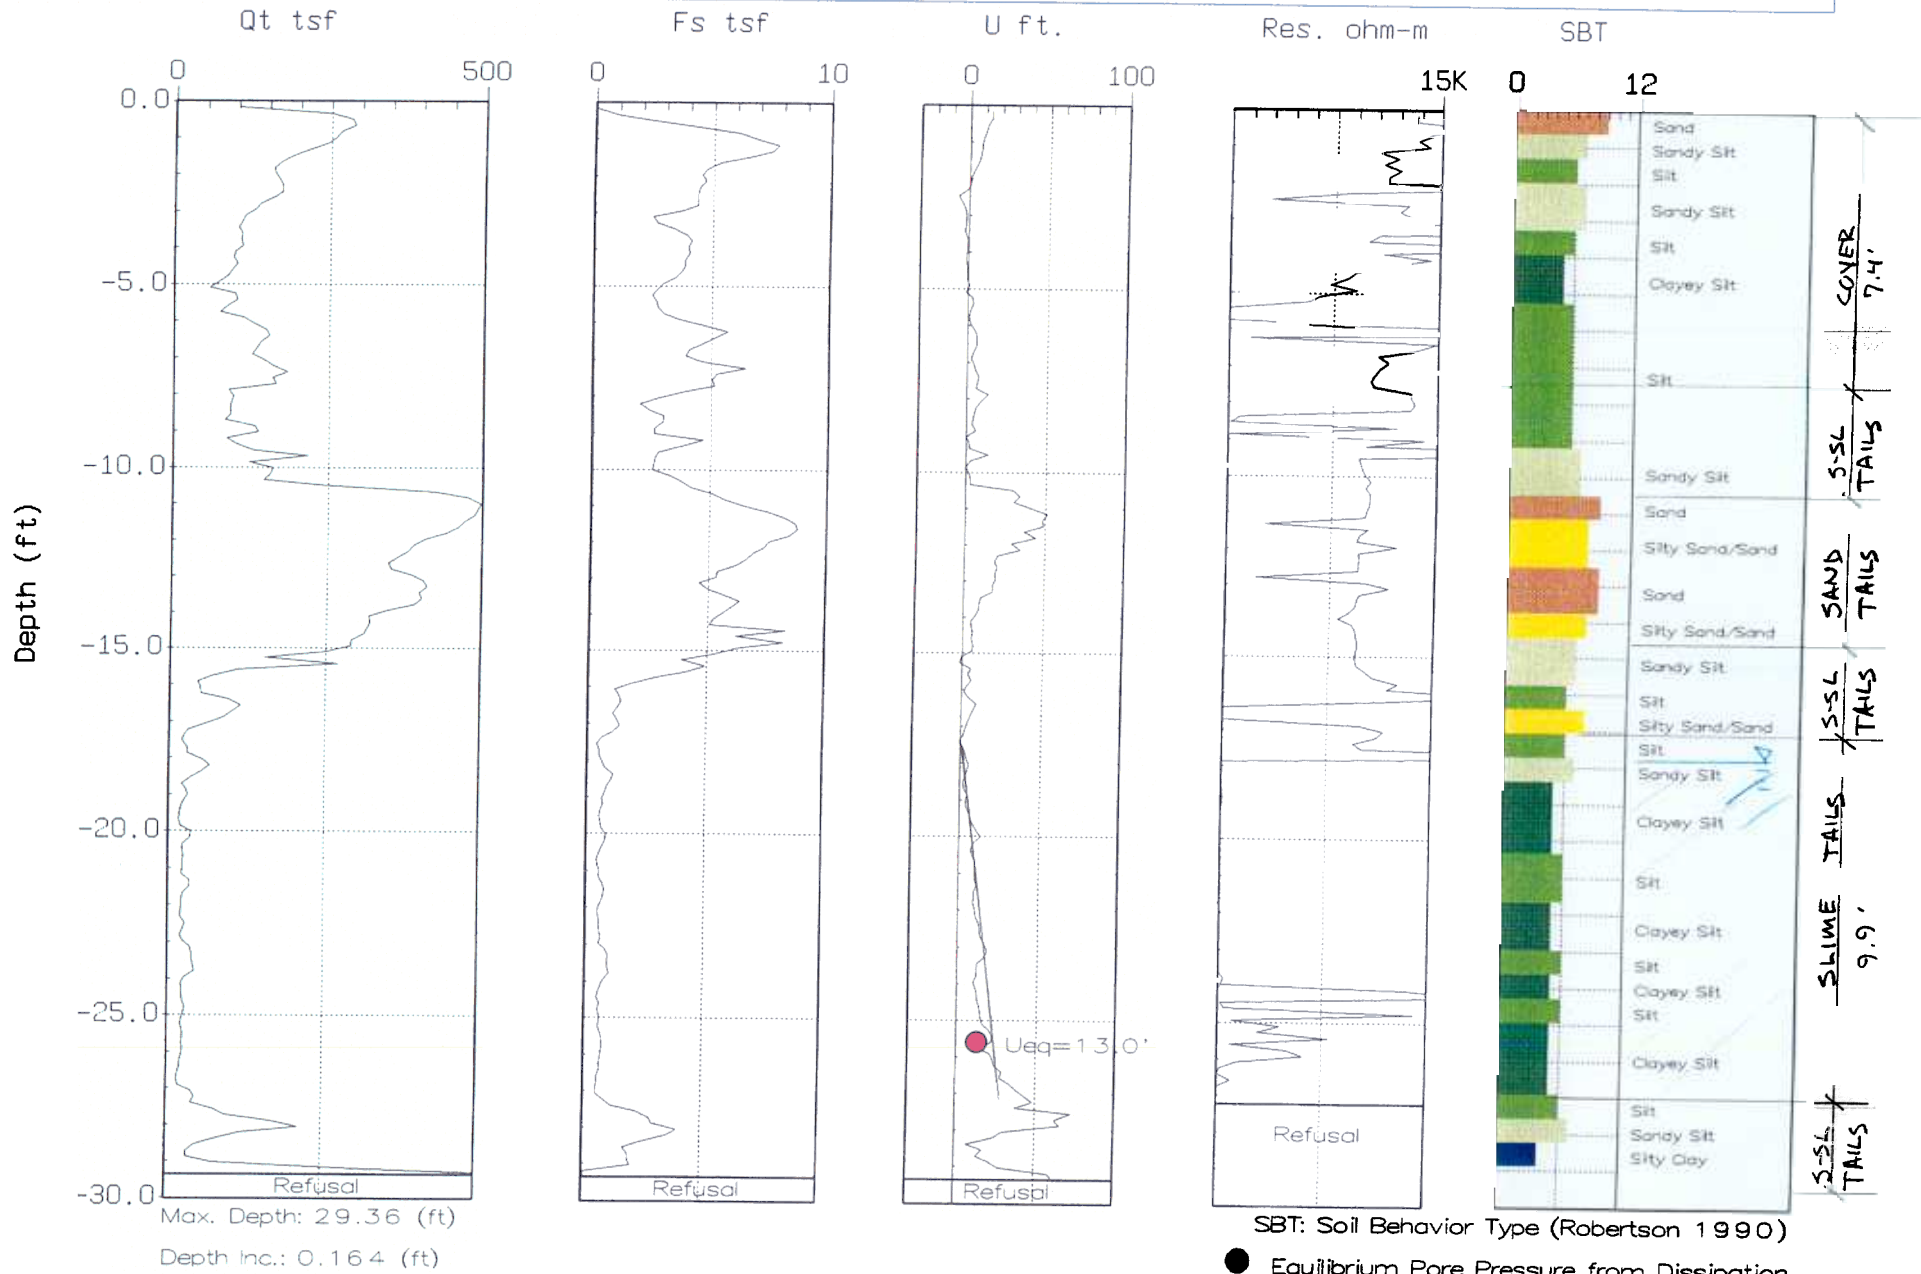 Qt tsf
Fs tsf
U ft.
Res. ohm-m
SBT
0 500
0 10
0 100
15K
0 12
Depth (ft)
0.0
-5.0
-10.0
-15.0
-20.0
-25.0
-30.0
Ueq=13.0'
Refusal
Refusal
Refusal
Refusal
Sand
Sandy Silt
Silt
Sandy Silt
Silt
Clayey Silt
Silt
Sandy Silt
Sand
Silty Sand/Sand
Sand
Silty Sand/Sand
Sandy Silt
Silt
Silty Sand/Sand
Silt
Sandy Silt
Clayey Silt
Silt
Clayey Silt
Silt
Clayey Silt
Silt
Clayey Silt
Silt
Sandy Silt
Silty Clay
COVER
7.4'
S-SL
TAILS
SAND
TAILS
S-SL
TAILS
SLIME TAILS
9.9'
S-SL
TAILS
Max. Depth: 29.36 (ft)
Depth Inc.: 0.164 (ft)
SBT: Soil Behavior Type (Robertson 1990)
Equilibrium Pore Pressure from Dissipation